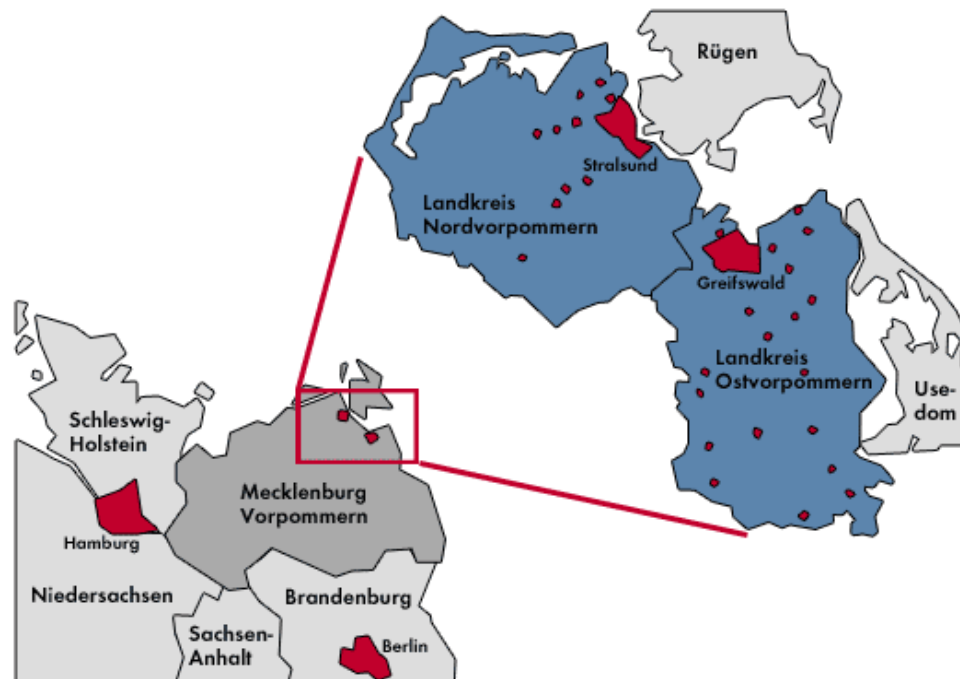 Rügen
Stralsund
Landkreis
Nordvorpommern
Greifswald
Landkreis
Ostvorpommern
Use-
dom
Schleswig-
Holstein
Mecklenburg
Vorpommern
Hamburg
Niedersachsen
Brandenburg
Sachsen-
Anhalt
Berlin